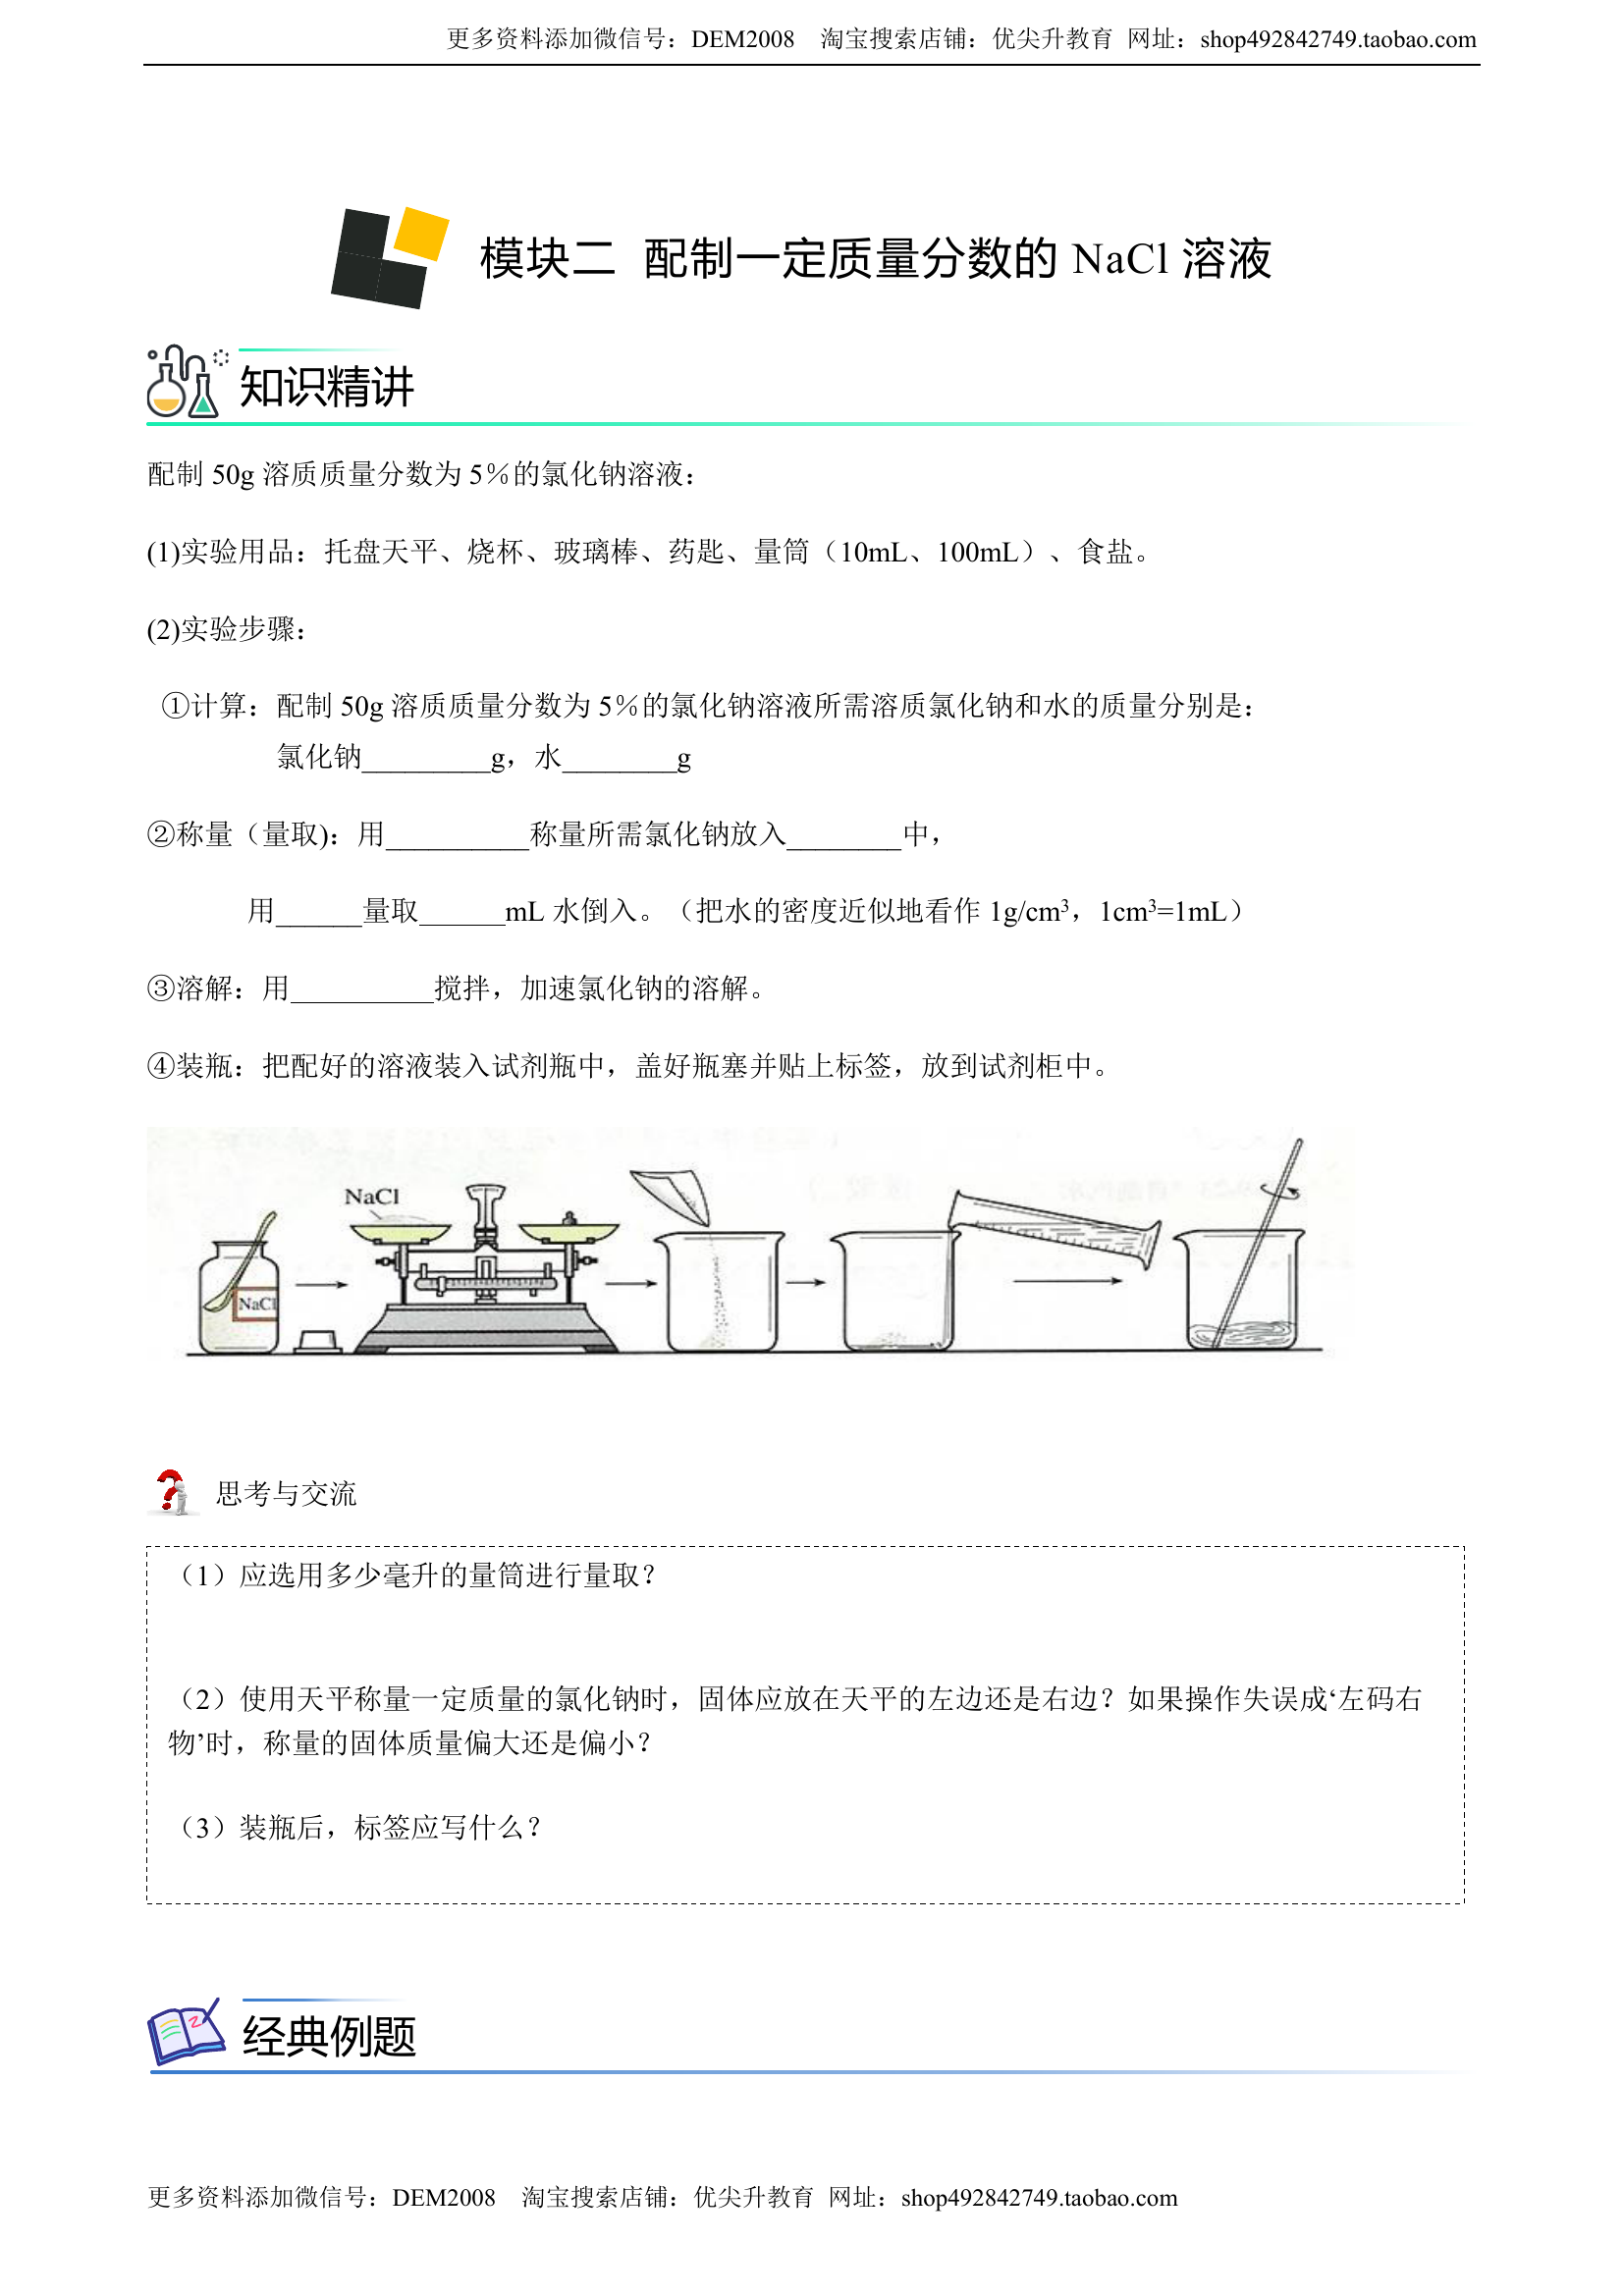 更多资料添加微信号：DEM2008 淘宝搜索店铺：优尖升教育 网址：shop492842749.taobao.com
模块二 配制一定质量分数的 NaCl 溶液
知识精讲
配制 50g 溶质质量分数为 5%的氯化钠溶液：
(1)实验用品：托盘天平、烧杯、玻璃棒、药匙、量筒（10mL、100mL）、食盐。
(2)实验步骤：
①计算：配制 50g 溶质质量分数为 5%的氯化钠溶液所需溶质氯化钠和水的质量分别是：
氯化钠_________g，水________g
②称量（量取)：用__________称量所需氯化钠放入________中，
用______量取______mL 水倒入。（把水的密度近似地看作 1g/cm³，1cm³=1mL）
③溶解：用__________搅拌，加速氯化钠的溶解。
④装瓶：把配好的溶液装入试剂瓶中，盖好瓶塞并贴上标签，放到试剂柜中。
NaCl
NaCl
思考与交流
（1）应选用多少毫升的量筒进行量取？
（2）使用天平称量一定质量的氯化钠时，固体应放在天平的左边还是右边？如果操作失误成‘左码右
物’时，称量的固体质量偏大还是偏小？
（3）装瓶后，标签应写什么？
经典例题
更多资料添加微信号：DEM2008 淘宝搜索店铺：优尖升教育 网址：shop492842749.taobao.com